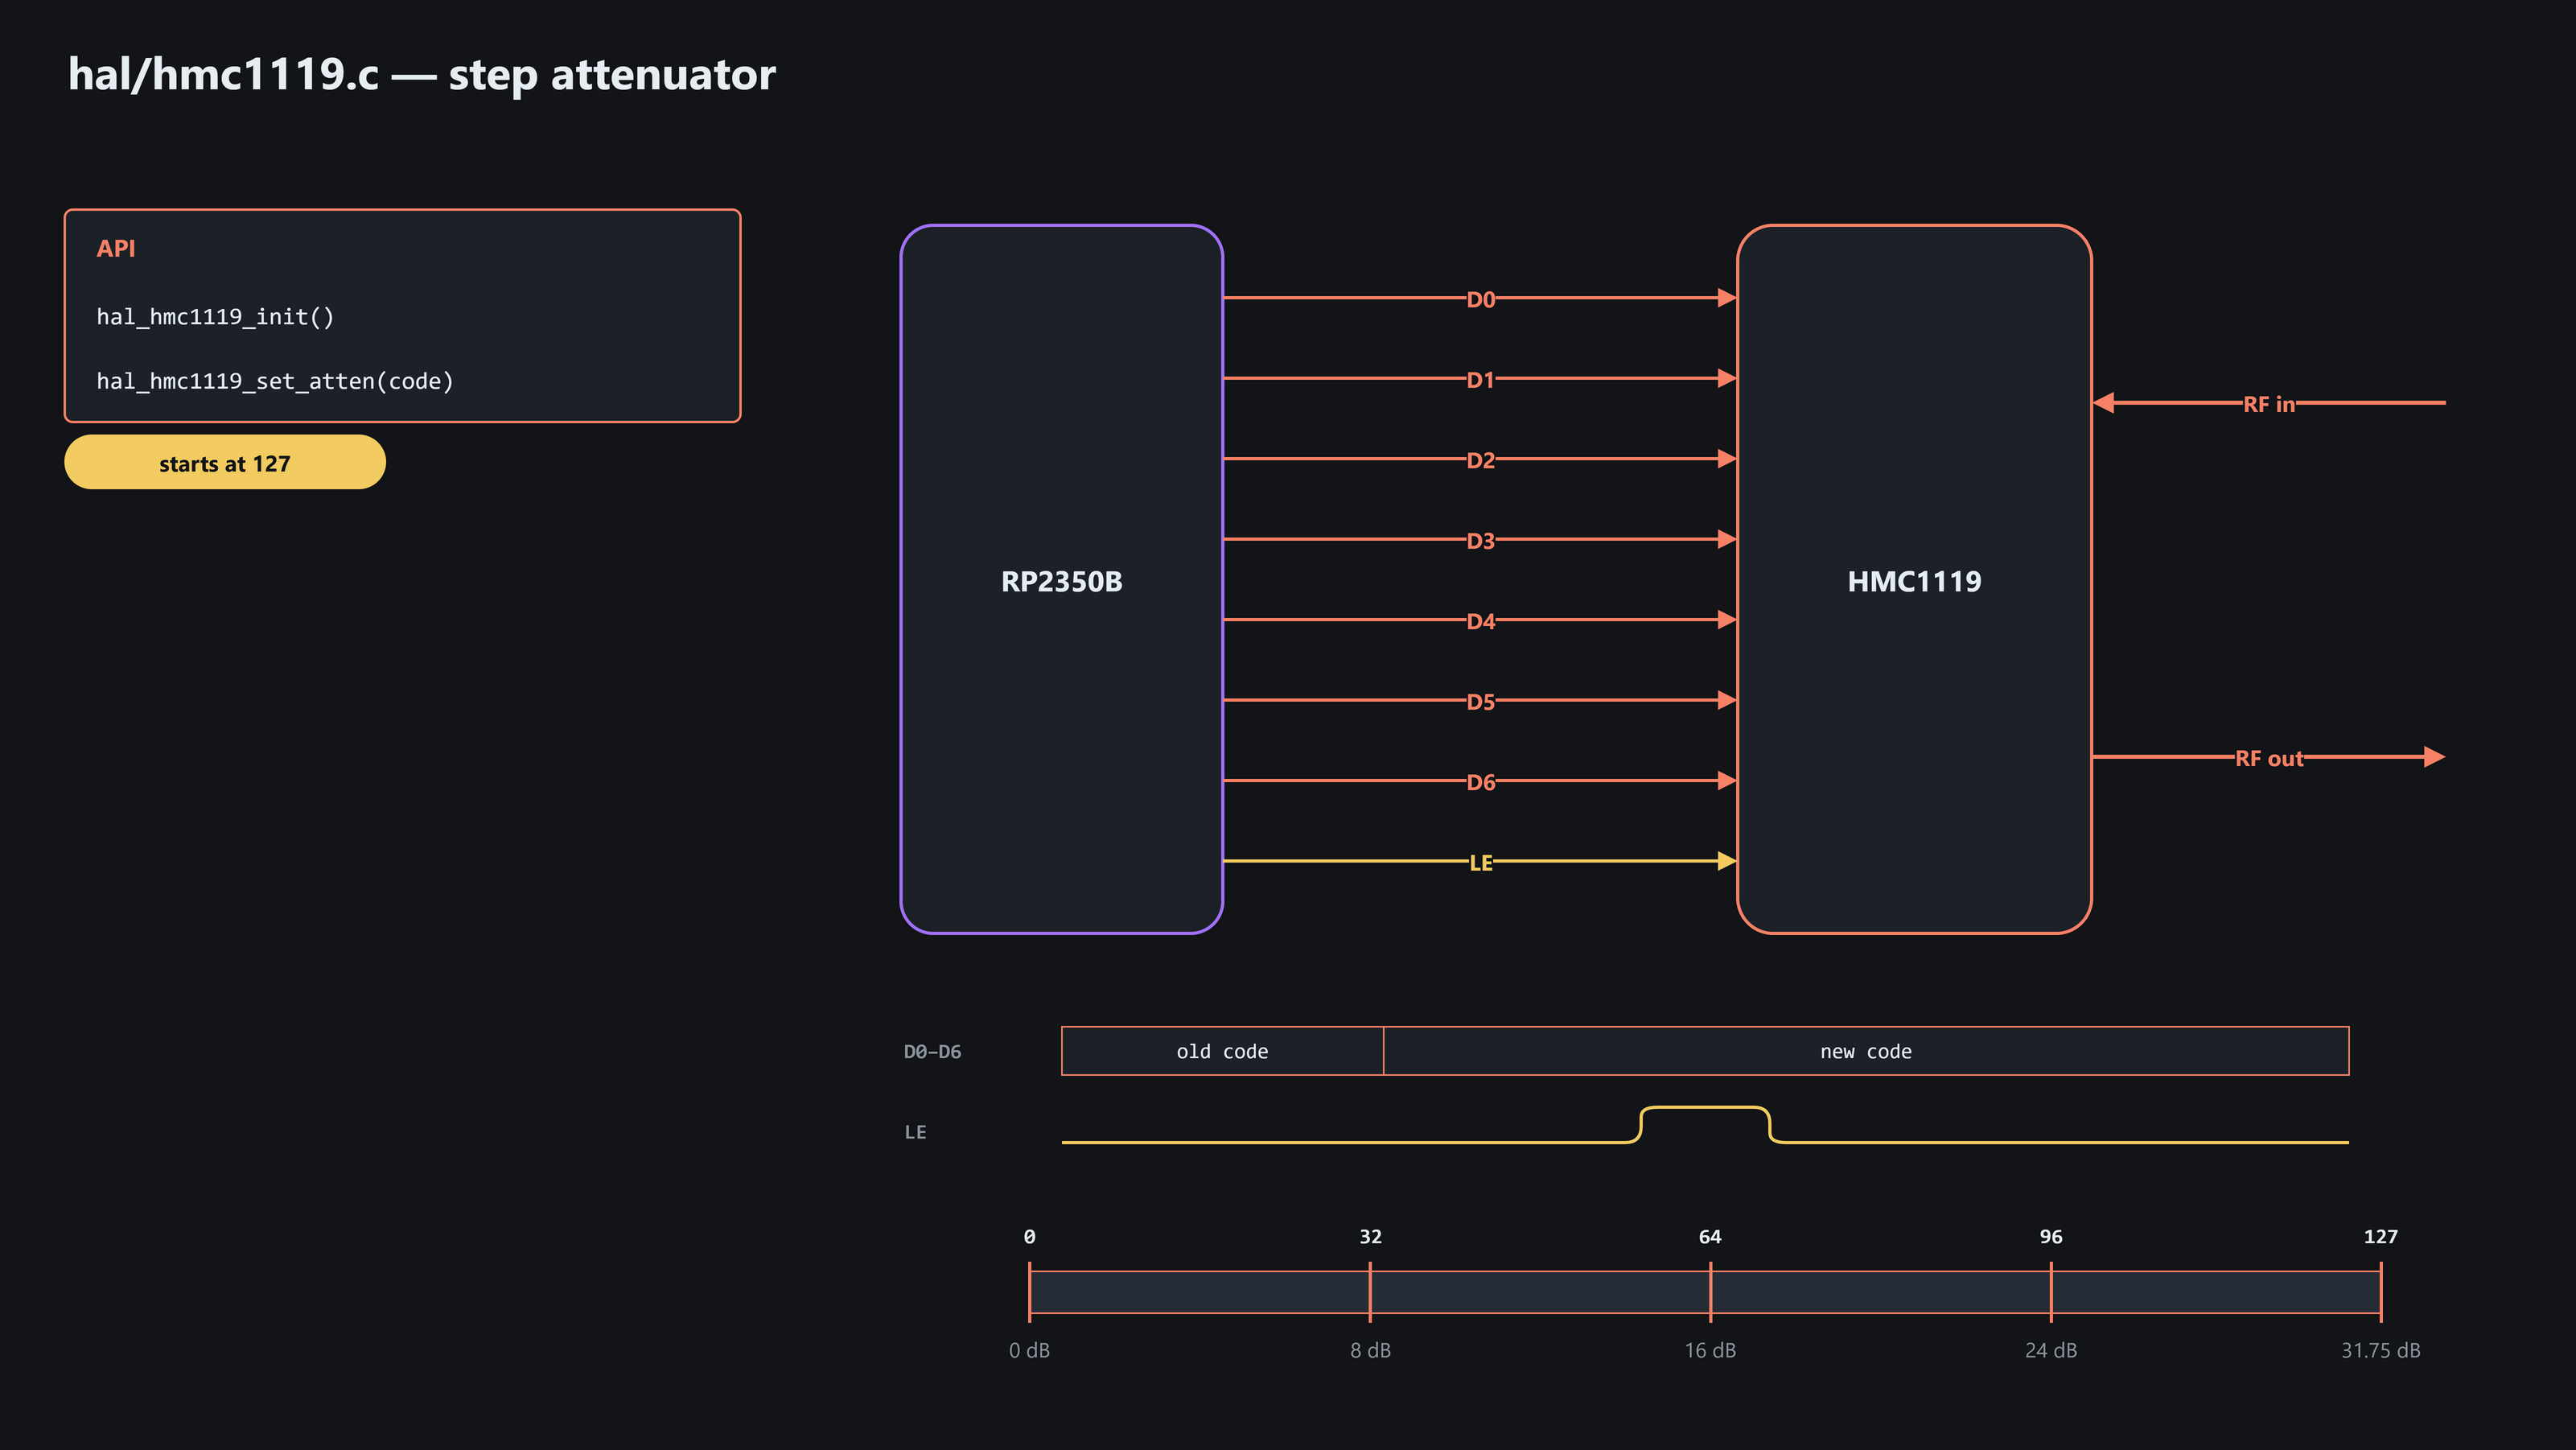 hal/hmc1119.c — step attenuator
API
hal_hmc1119_init()
hal_hmc1119_set_atten(code)
starts at 127
RP2350B
D0
D1
D2
D3
D4
D5
D6
LE
HMC1119
RF in
RF out
D0–D6
old code
new code
LE
0
32
64
96
127
0 dB
8 dB
16 dB
24 dB
31.75 dB